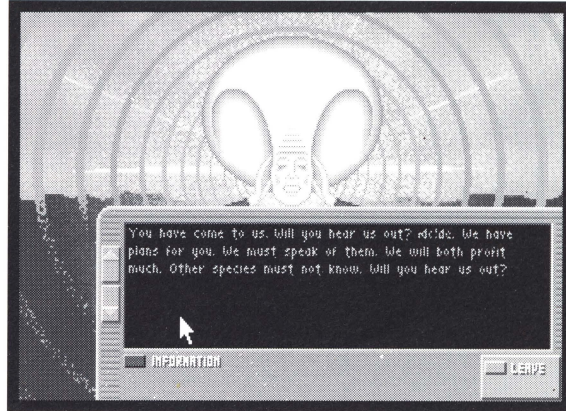 You have come to us. Will you hear us out? We have
plans for you. We must speak of them. We will both profit
much. Other species must not know. Will you hear us out?
INFORMATION
LEAVE